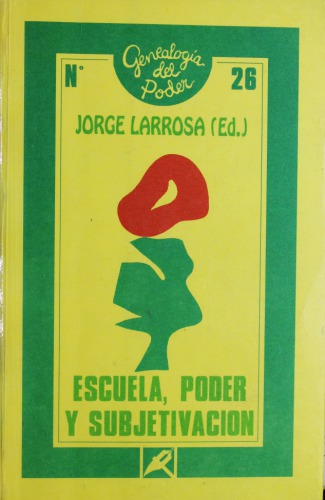 Genealogía
del
Poder
N° 26
JORGE LARROSA (Ed.)
ESCUELA, PODER
Y SUBJETIVACION